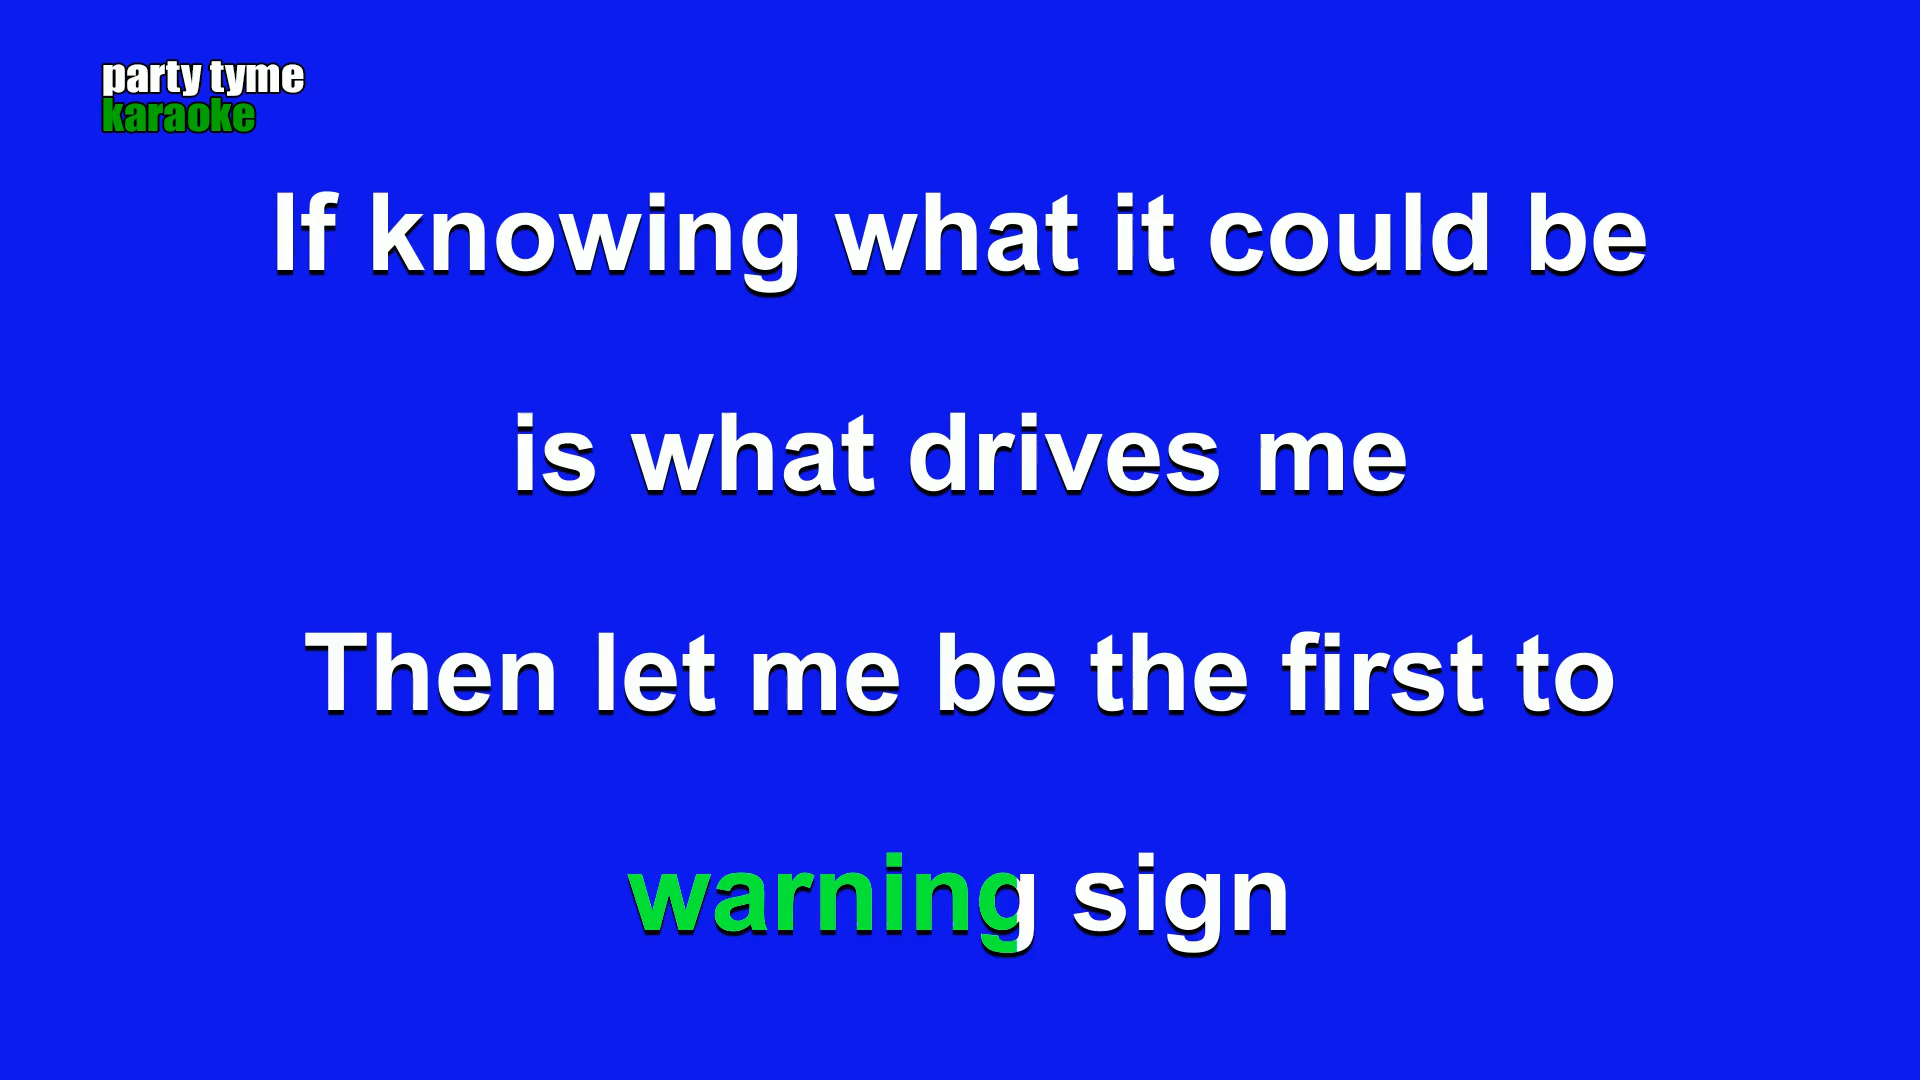 party tyme
karaoke
If knowing what it could be
is what drives me
Then let me be the first to
warning sign